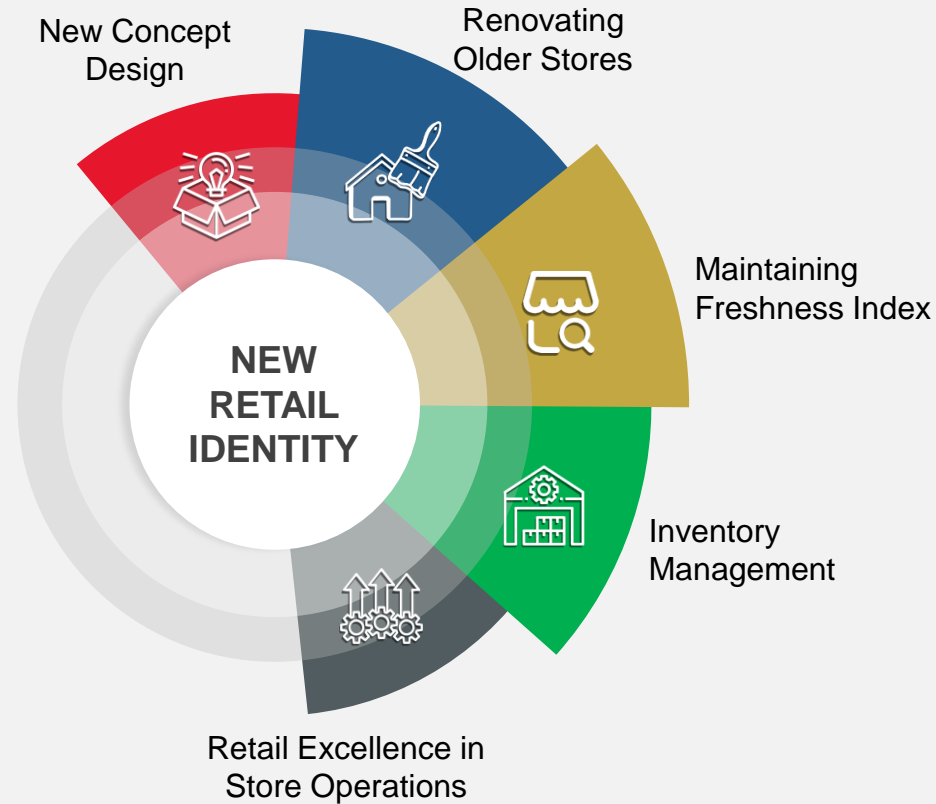 New Concept
Design
Renovating
Older Stores
Maintaining
Freshness Index
NEW
RETAIL
IDENTITY
Inventory
Management
Retail Excellence in
Store Operations